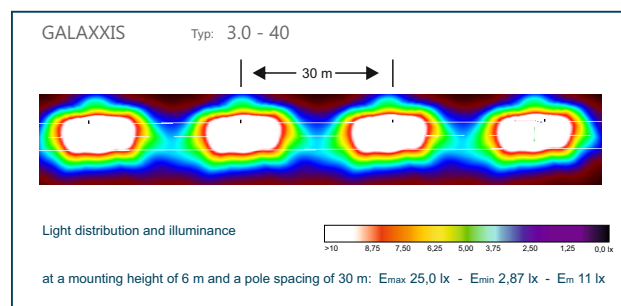 GALAXXIS Typ: 3.0 - 40
30 m
Light distribution and illuminance
>10 8,75 7,50 6,25 5,00 3,75 2,50 1,25 0,0 lx
at a mounting height of 6 m and a pole spacing of 30 m: Emax 25,0 lx - Emin 2,87 lx - Em 11 lx